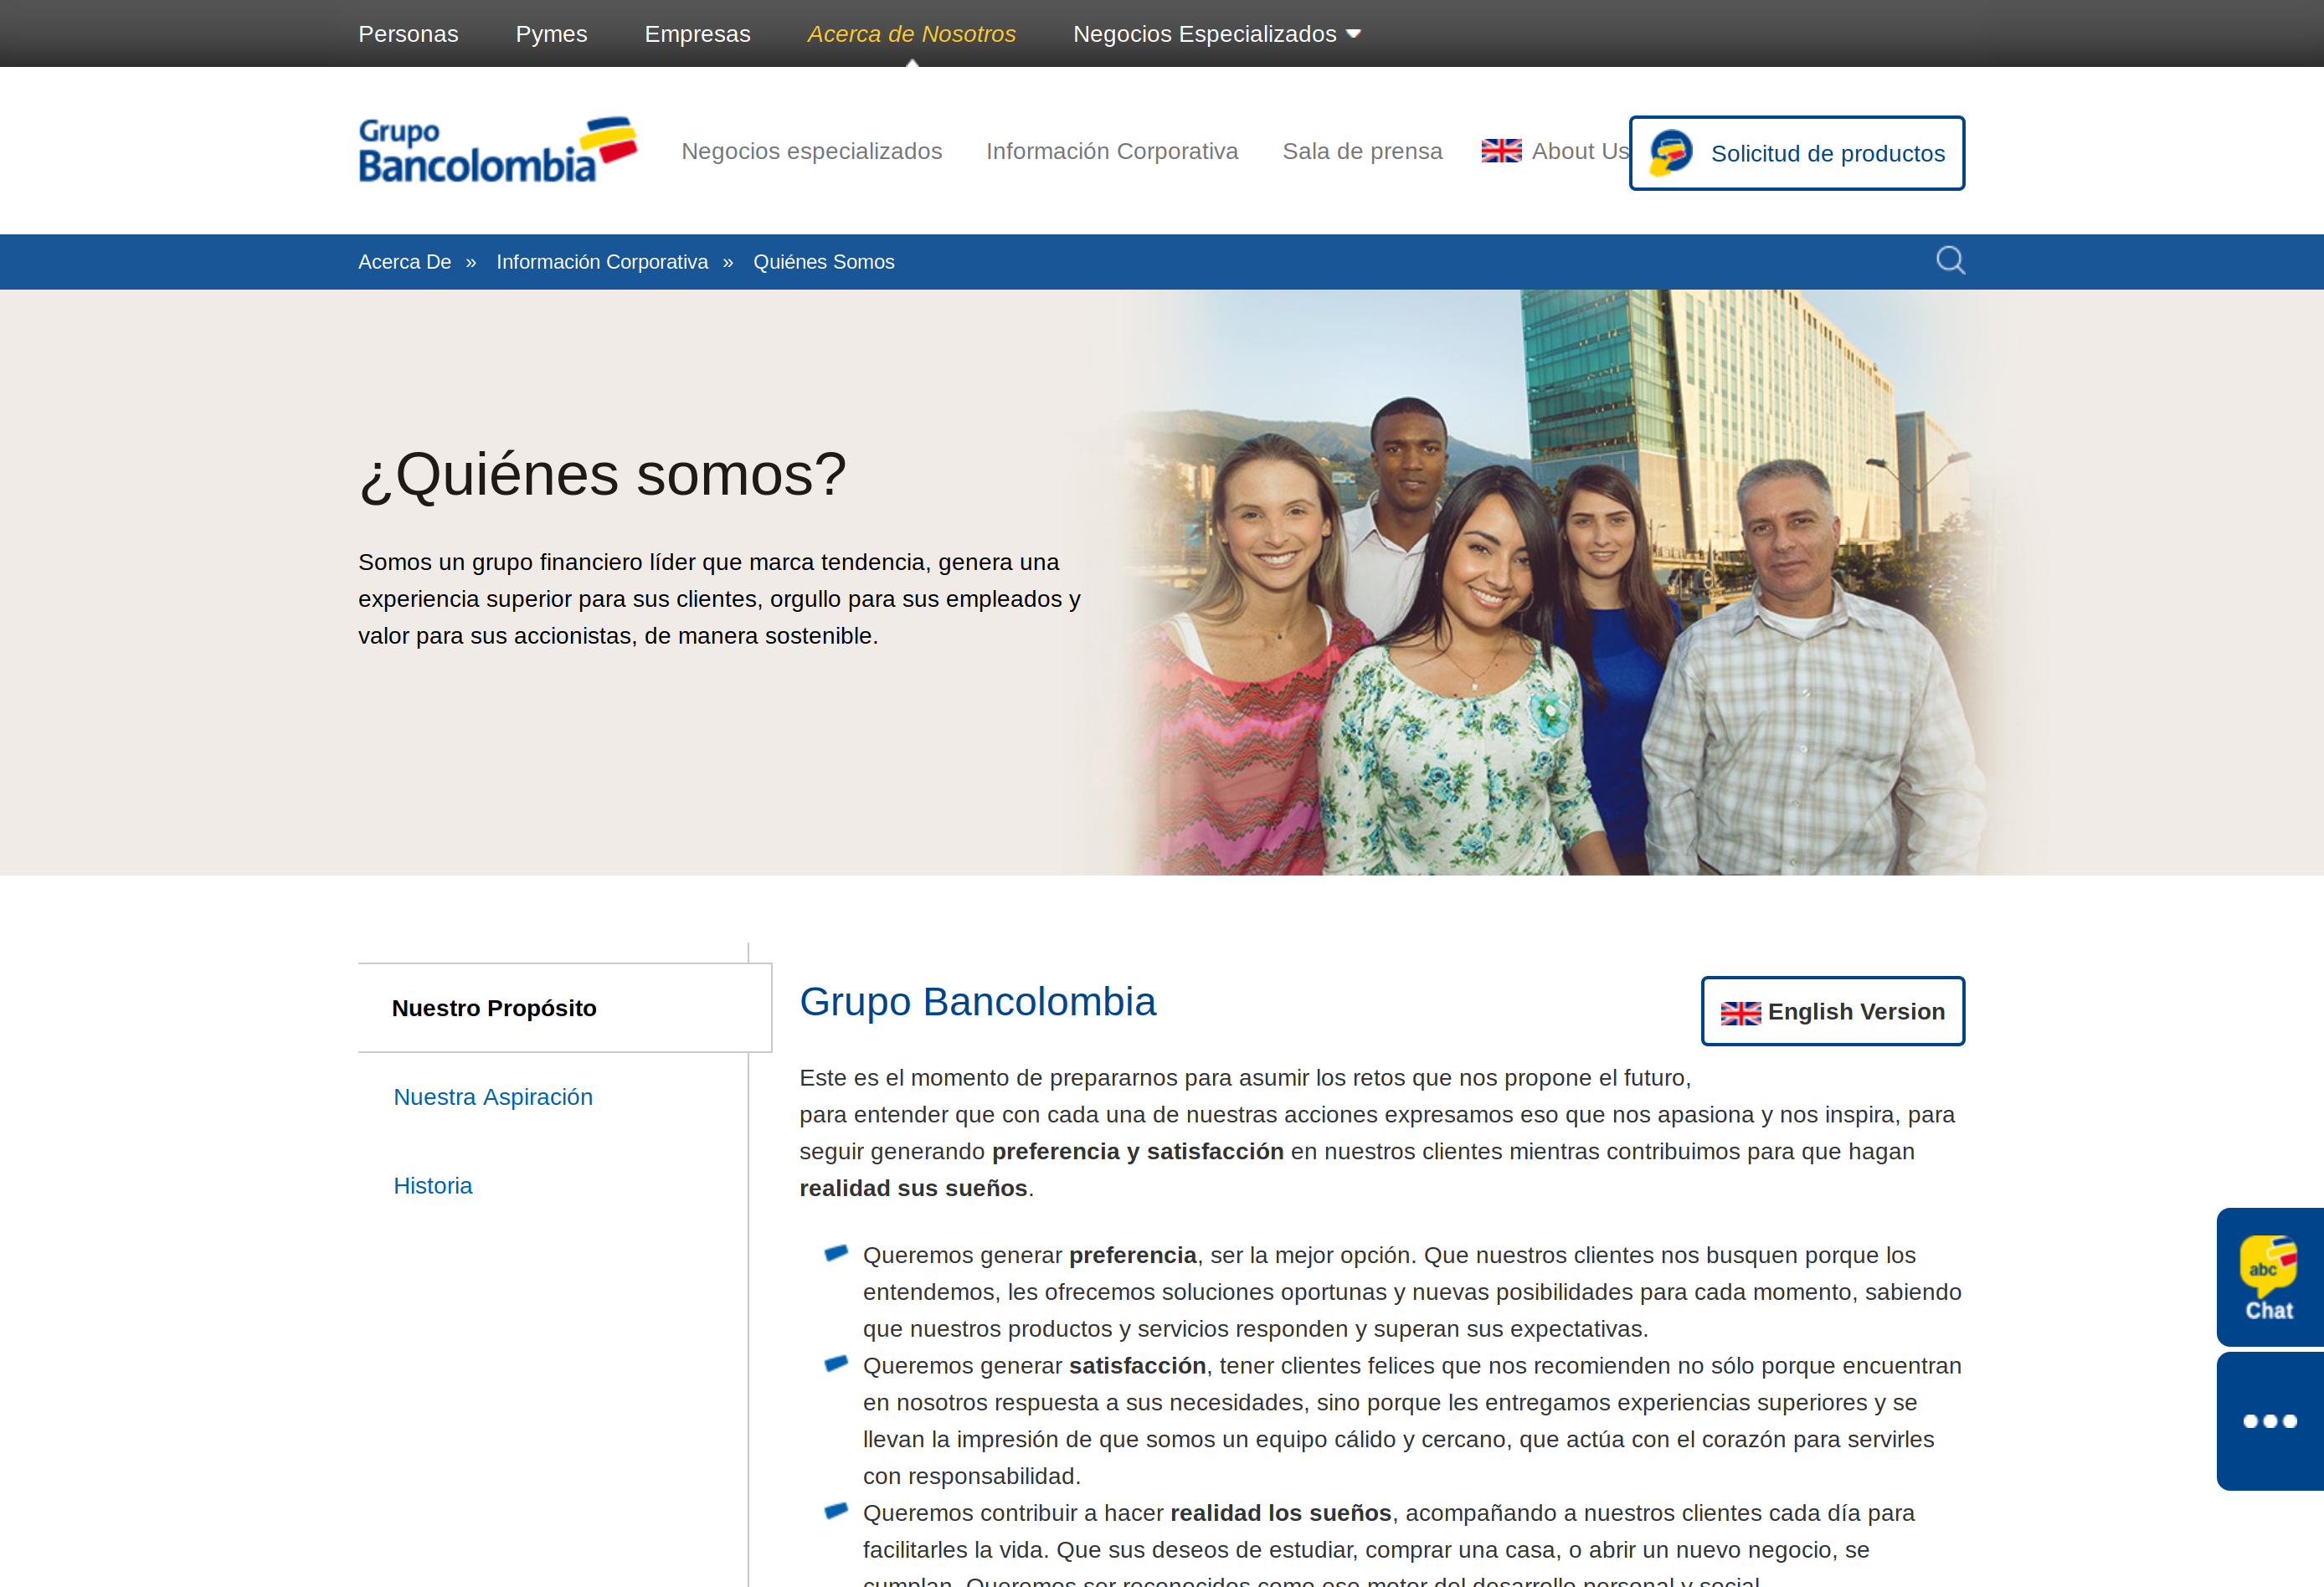 Personas Pymes Empresas Acerca de Nosotros Negocios Especializados
Grupo
Bancolombia
Negocios especializados Información Corporativa Sala de prensa About Us Solicitud de productos
Acerca De » Información Corporativa » Quiénes Somos
¿Quiénes somos?
Somos un grupo financiero líder que marca tendencia, genera una
experiencia superior para sus clientes, orgullo para sus empleados y
valor para sus accionistas, de manera sostenible.
Nuestro Propósito
Nuestra Aspiración
Historia
Grupo Bancolombia
English Version
Este es el momento de prepararnos para asumir los retos que nos propone el futuro,
para entender que con cada una de nuestras acciones expresamos eso que nos apasiona y nos inspira, para
seguir generando preferencia y satisfacción en nuestros clientes mientras contribuimos para que hagan
realidad sus sueños.
Queremos generar preferencia, ser la mejor opción. Que nuestros clientes nos busquen porque los
entendemos, les ofrecemos soluciones oportunas y nuevas posibilidades para cada momento, sabiendo
que nuestros productos y servicios responden y superan sus expectativas.
Queremos generar satisfacción, tener clientes felices que nos recomienden no sólo porque encuentran
en nosotros respuesta a sus necesidades, sino porque les entregamos experiencias superiores y se
llevan la impresión de que somos un equipo cálido y cercano, que actúa con el corazón para servirles
con responsabilidad.
Queremos contribuir a hacer realidad los sueños, acompañando a nuestros clientes cada día para
facilitarles la vida. Que sus deseos de estudiar, comprar una casa, o abrir un nuevo negocio, se
cumplan. Queremos ser reconocidos como ese motor del desarrollo personal y social
abc
Chat